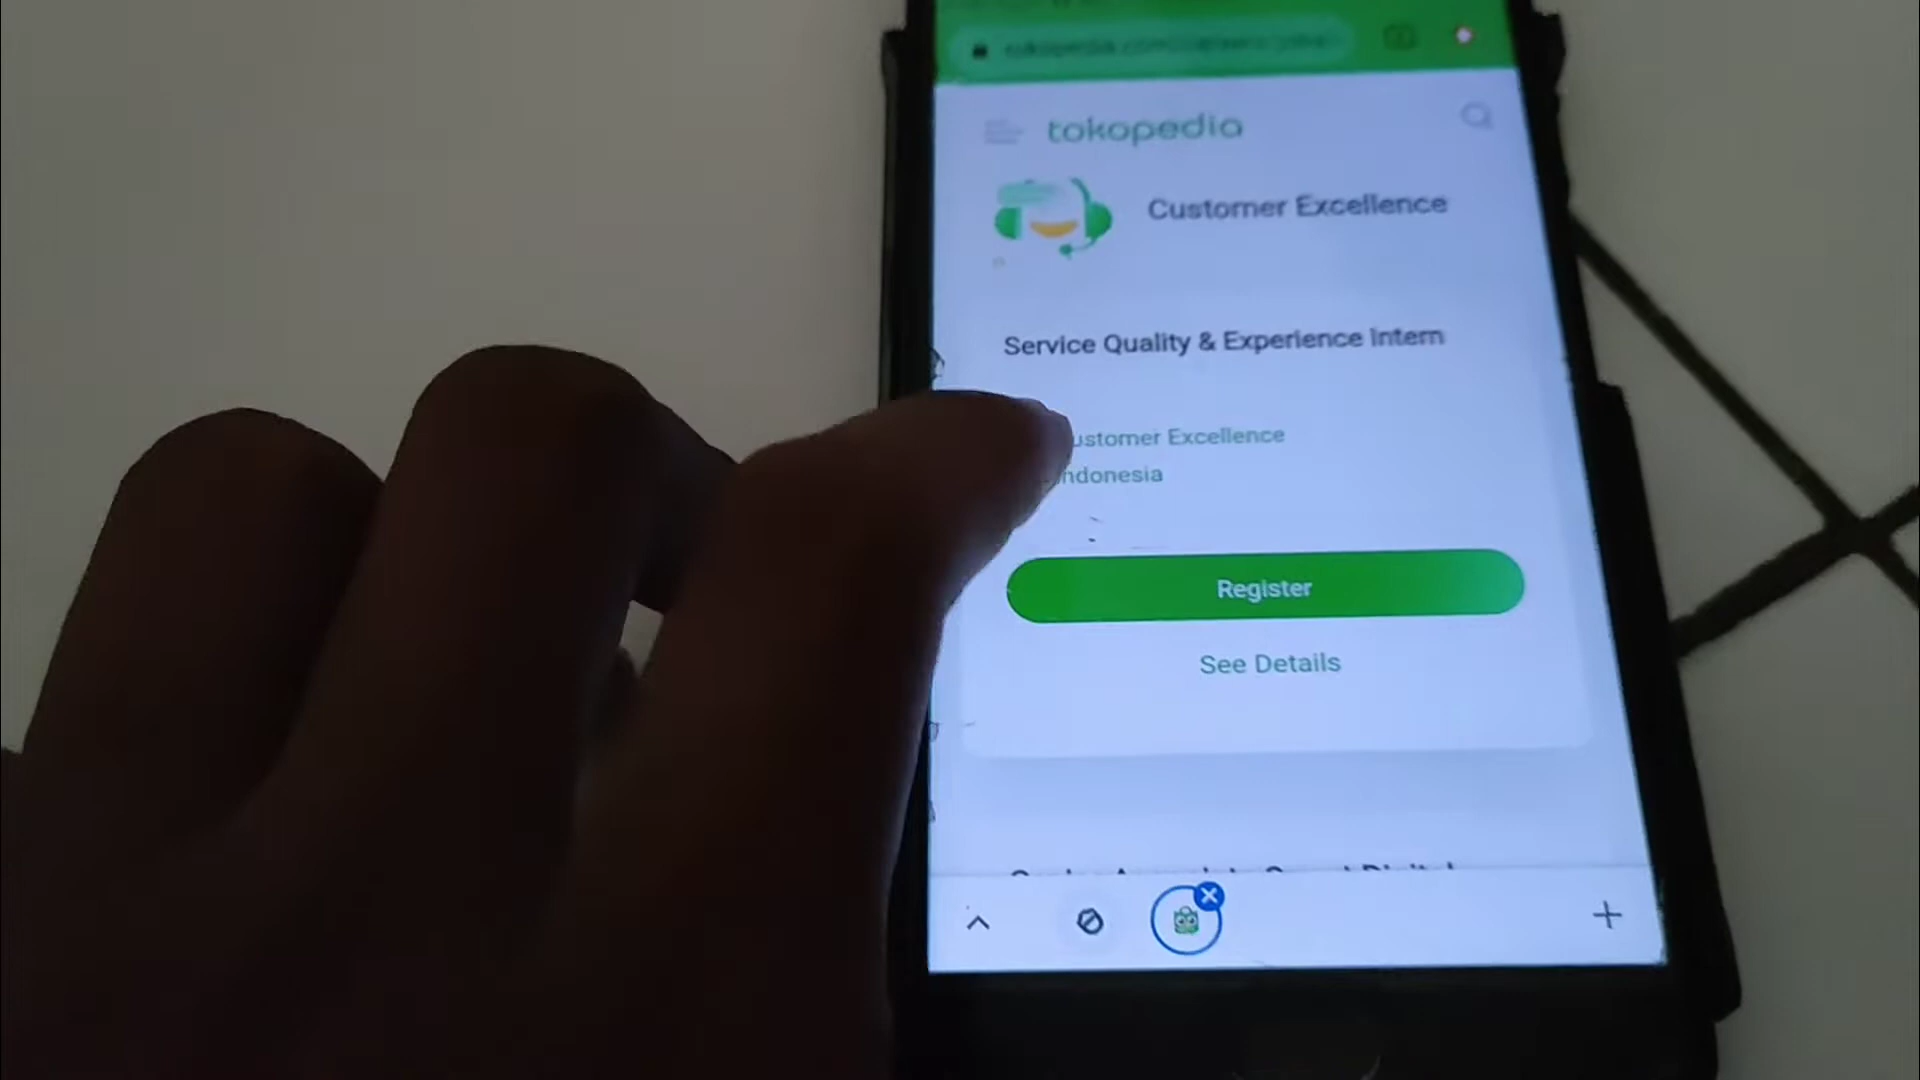 tokopedia
Customer Excellence
Service Quality & Experience Intern
ustomer Excellence
ndonesia
Register
See Details